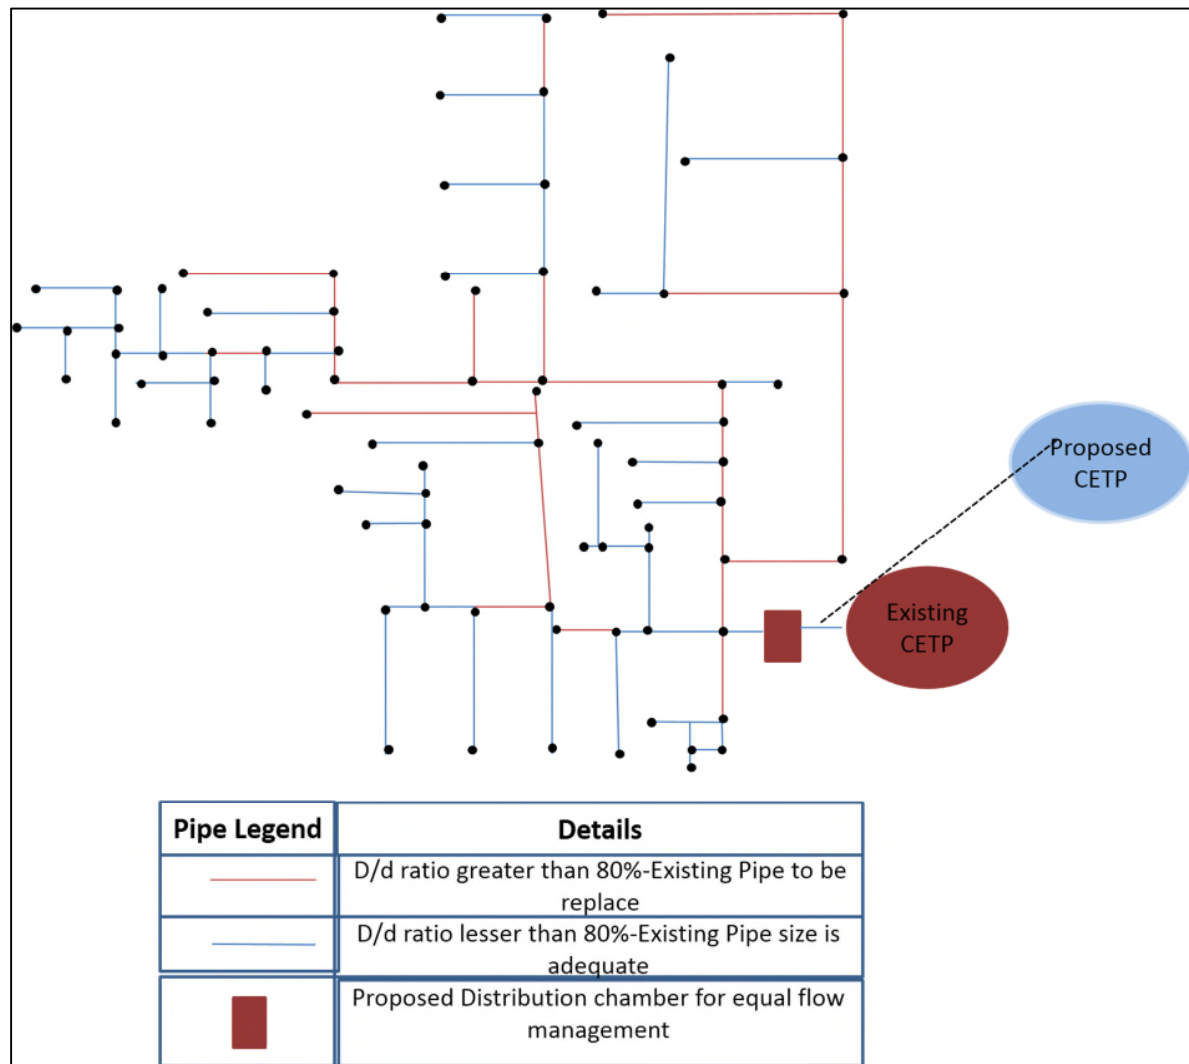 Proposed
CETP
Existing
CETP
Pipe Legend
Details
D/d ratio greater than 80%-Existing Pipe to be
replace
D/d ratio lesser than 80%-Existing Pipe size is
adequate
Proposed Distribution chamber for equal flow
management